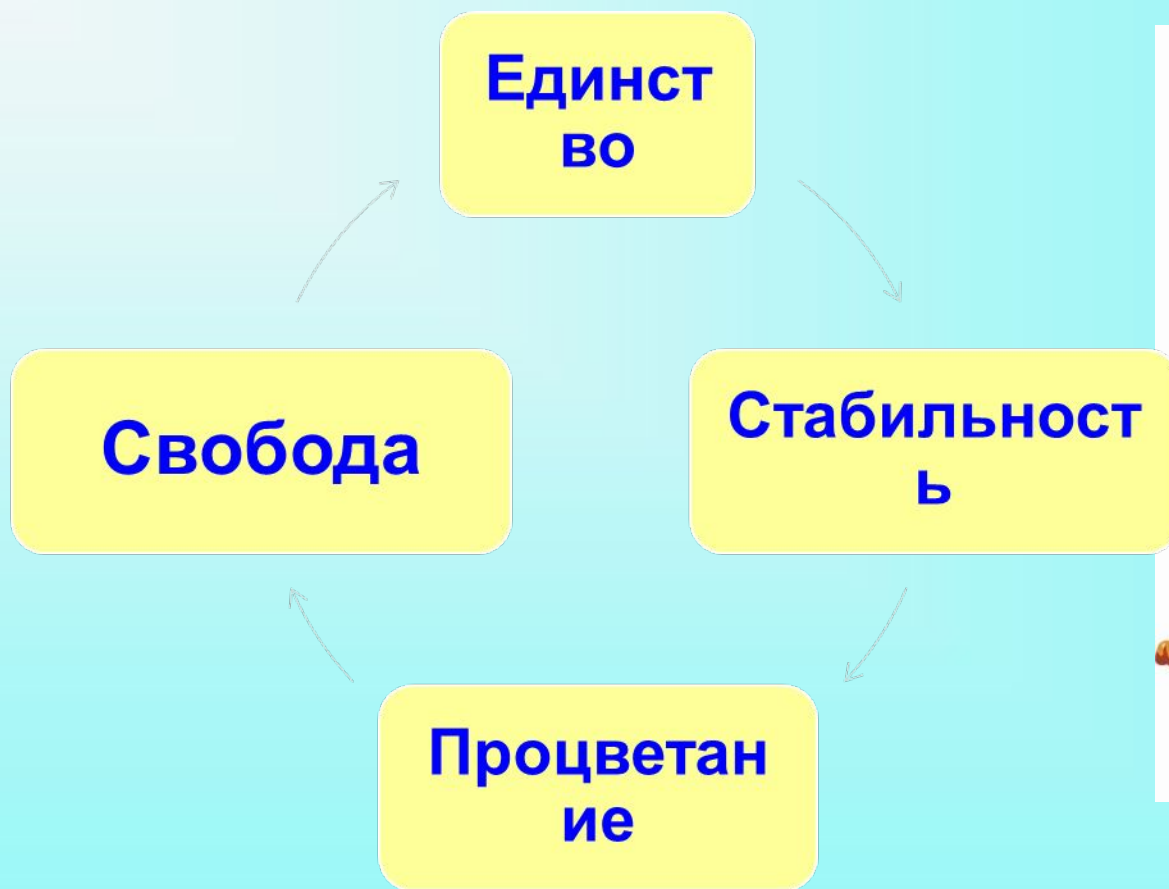 Единст
во
Свобода
Стабильност
ь
Процветан
ие